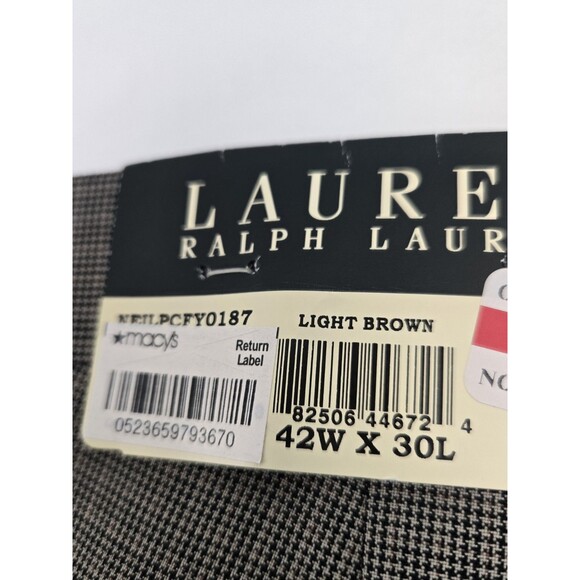 LAURE
RALPH LAUR
NEILPCFY0187
LIGHT BROWN
★macy's
Return
Label
0523659793670
82506 44672 4
42W X 30L
NO